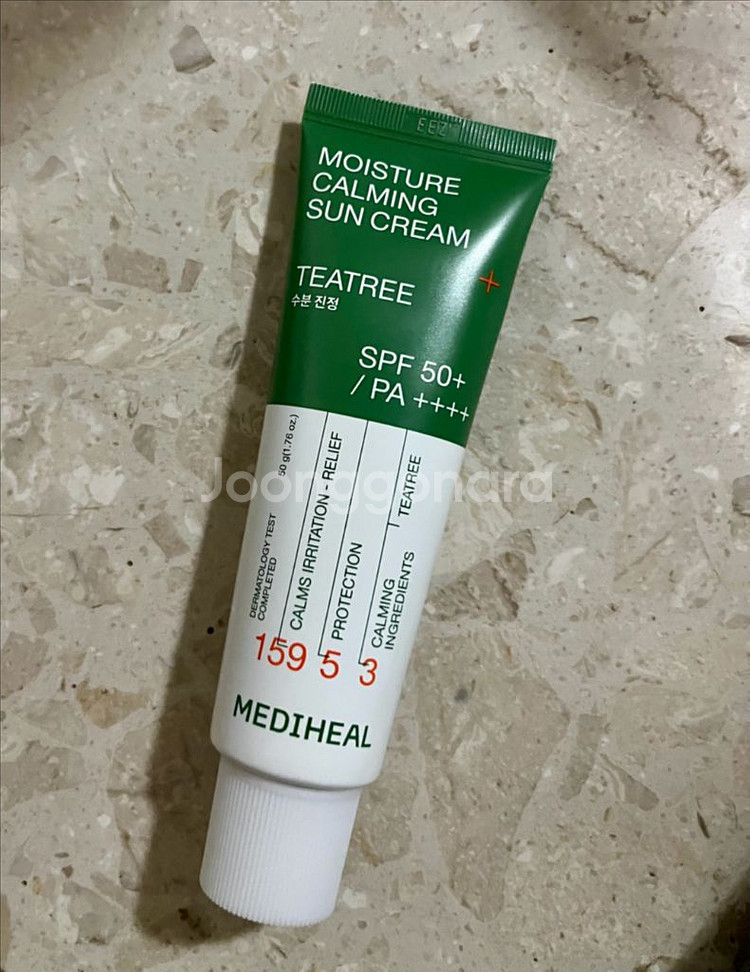 MOISTURE
CALMING
SUN CREAM
TEATREE
수분 진정
SPF 50+
/ PA ++++
50 g(1.76 oz.)
DERMATOLOGY TEST
COMPLETED
CALMS IRRITATION - RELIEF
PROTECTION
CALMING
INGREDIENTS
TEATREE
159 5 3
MEDIHEAL
Joonggonara